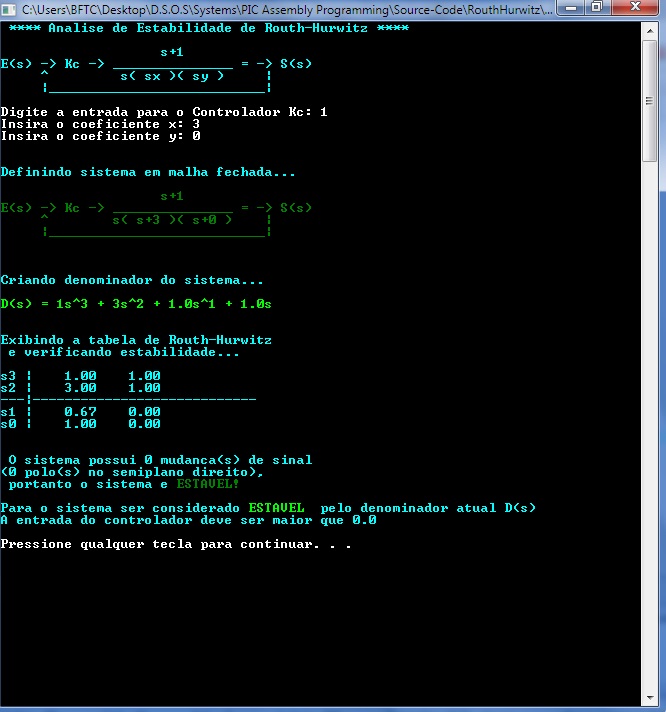 C:\Users\BFTC\Desktop\D.S.O.S\Systems\PIC Assembly Programming\Source-Code\RouthHurwitz\...
**** Analise de Estabilidade de Routh-Hurwitz ****
s+1
E(s) -> Kc -> _______________ = -> S(s)
^ s( sx )( sy ) ¦
¦___________________________¦
Digite a entrada para o Controlador Kc: 1
Insira o coeficiente x: 3
Insira o coeficiente y: 0
Definindo sistema em malha fechada...
s+1
E(s) -> Kc -> _______________ = -> S(s)
^ s( s+3 )( s+0 ) ¦
¦___________________________¦
Criando denominador do sistema...
D(s) = 1s^3 + 3s^2 + 1.0s^1 + 1.0s
Exibindo a tabela de Routh-Hurwitz
e verificando estabilidade...
s3 ¦ 1.00 1.00
s2 ¦ 3.00 1.00
---¦----------------------------
s1 ¦ 0.67 0.00
s0 ¦ 1.00 0.00
O sistema possui 0 mudanca(s) de sinal
(0 polo(s) no semiplano direito),
portanto o sistema e ESTAVEL!
Para o sistema ser considerado ESTAVEL pelo denominador atual D(s)
A entrada do controlador deve ser maior que 0.0
Pressione qualquer tecla para continuar. . .